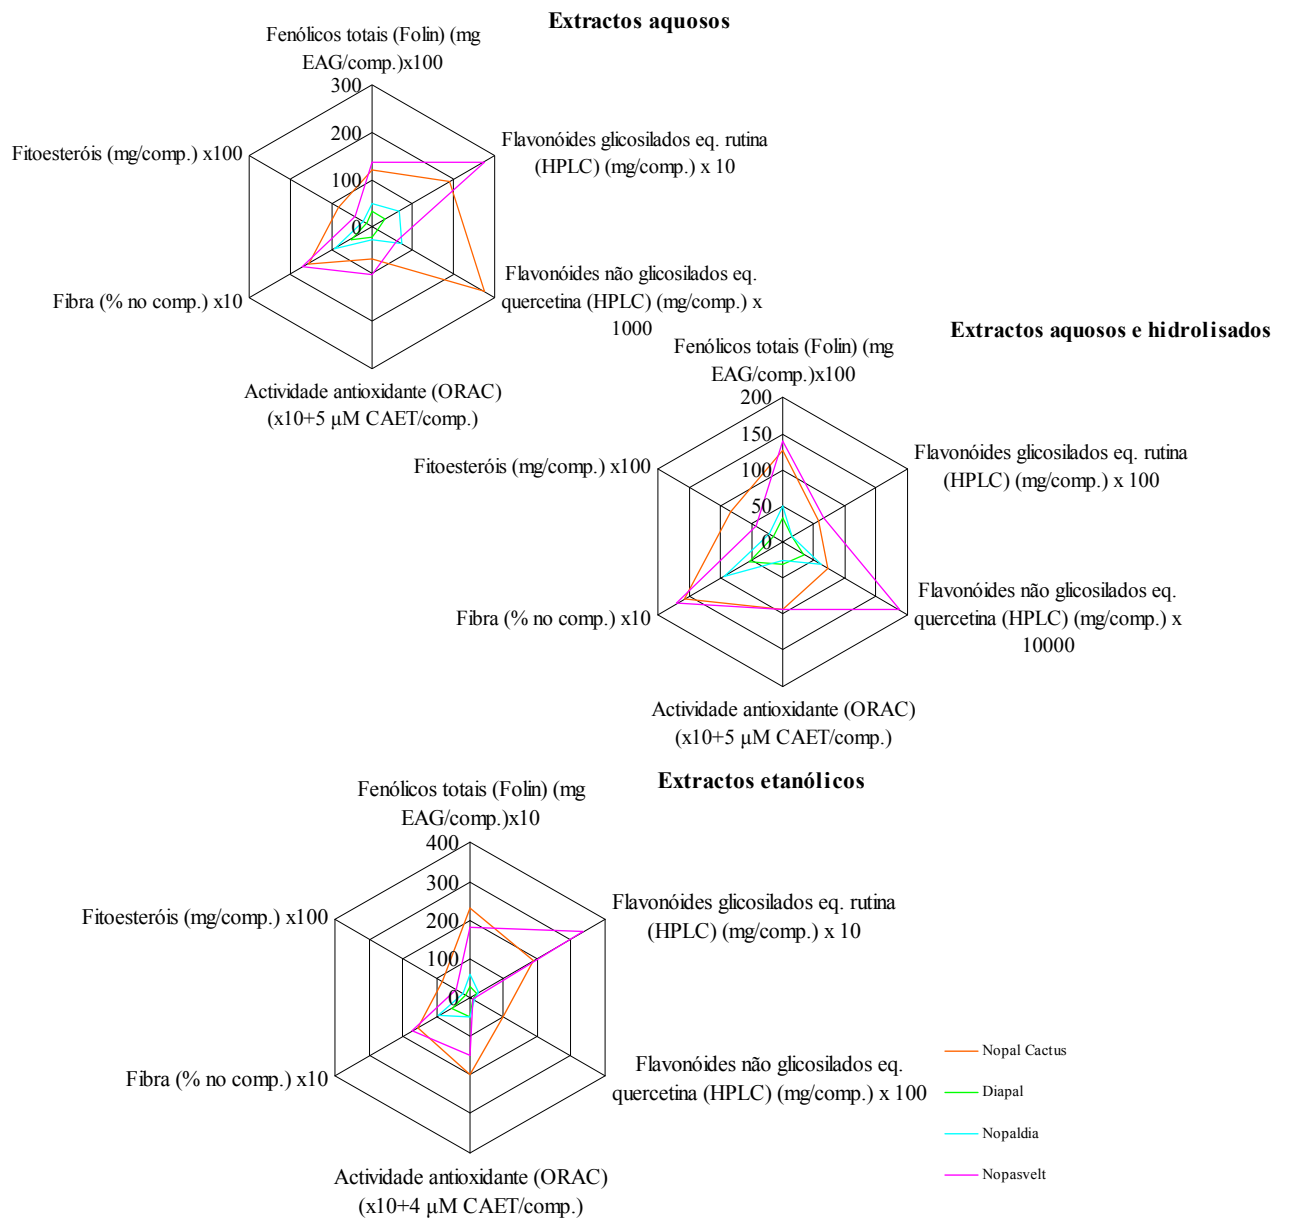 Extractos aquosos
Fenólicos totais (Folin) (mg
EAG/comp.)x100
300
200
100
0
Flavonóides glicosilados eq. rutina
(HPLC) (mg/comp.) x 10
Flavonóides não glicosilados eq.
quercetina (HPLC) (mg/comp.) x
1000
Actividade antioxidante (ORAC)
(x10+5 µM CAET/comp.)
Fibra (% no comp.) x10
Fitoesteróis (mg/comp.) x100
Extractos aquosos e hidrolisados
Fenólicos totais (Folin) (mg
EAG/comp.)x100
200
150
100
50
0
Flavonóides glicosilados eq. rutina
(HPLC) (mg/comp.) x 100
Flavonóides não glicosilados eq.
quercetina (HPLC) (mg/comp.) x
10000
Actividade antioxidante (ORAC)
(x10+5 µM CAET/comp.)
Fibra (% no comp.) x10
Fitoesteróis (mg/comp.) x100
Extractos etanólicos
Fenólicos totais (Folin) (mg
EAG/comp.)x10
400
300
200
100
0
Flavonóides glicosilados eq. rutina
(HPLC) (mg/comp.) x 10
Flavonóides não glicosilados eq.
quercetina (HPLC) (mg/comp.) x 100
Actividade antioxidante (ORAC)
(x10+4 µM CAET/comp.)
Fibra (% no comp.) x10
Fitoesteróis (mg/comp.) x100
Nopal Cactus
Diapal
Nopaldia
Nopasvelt